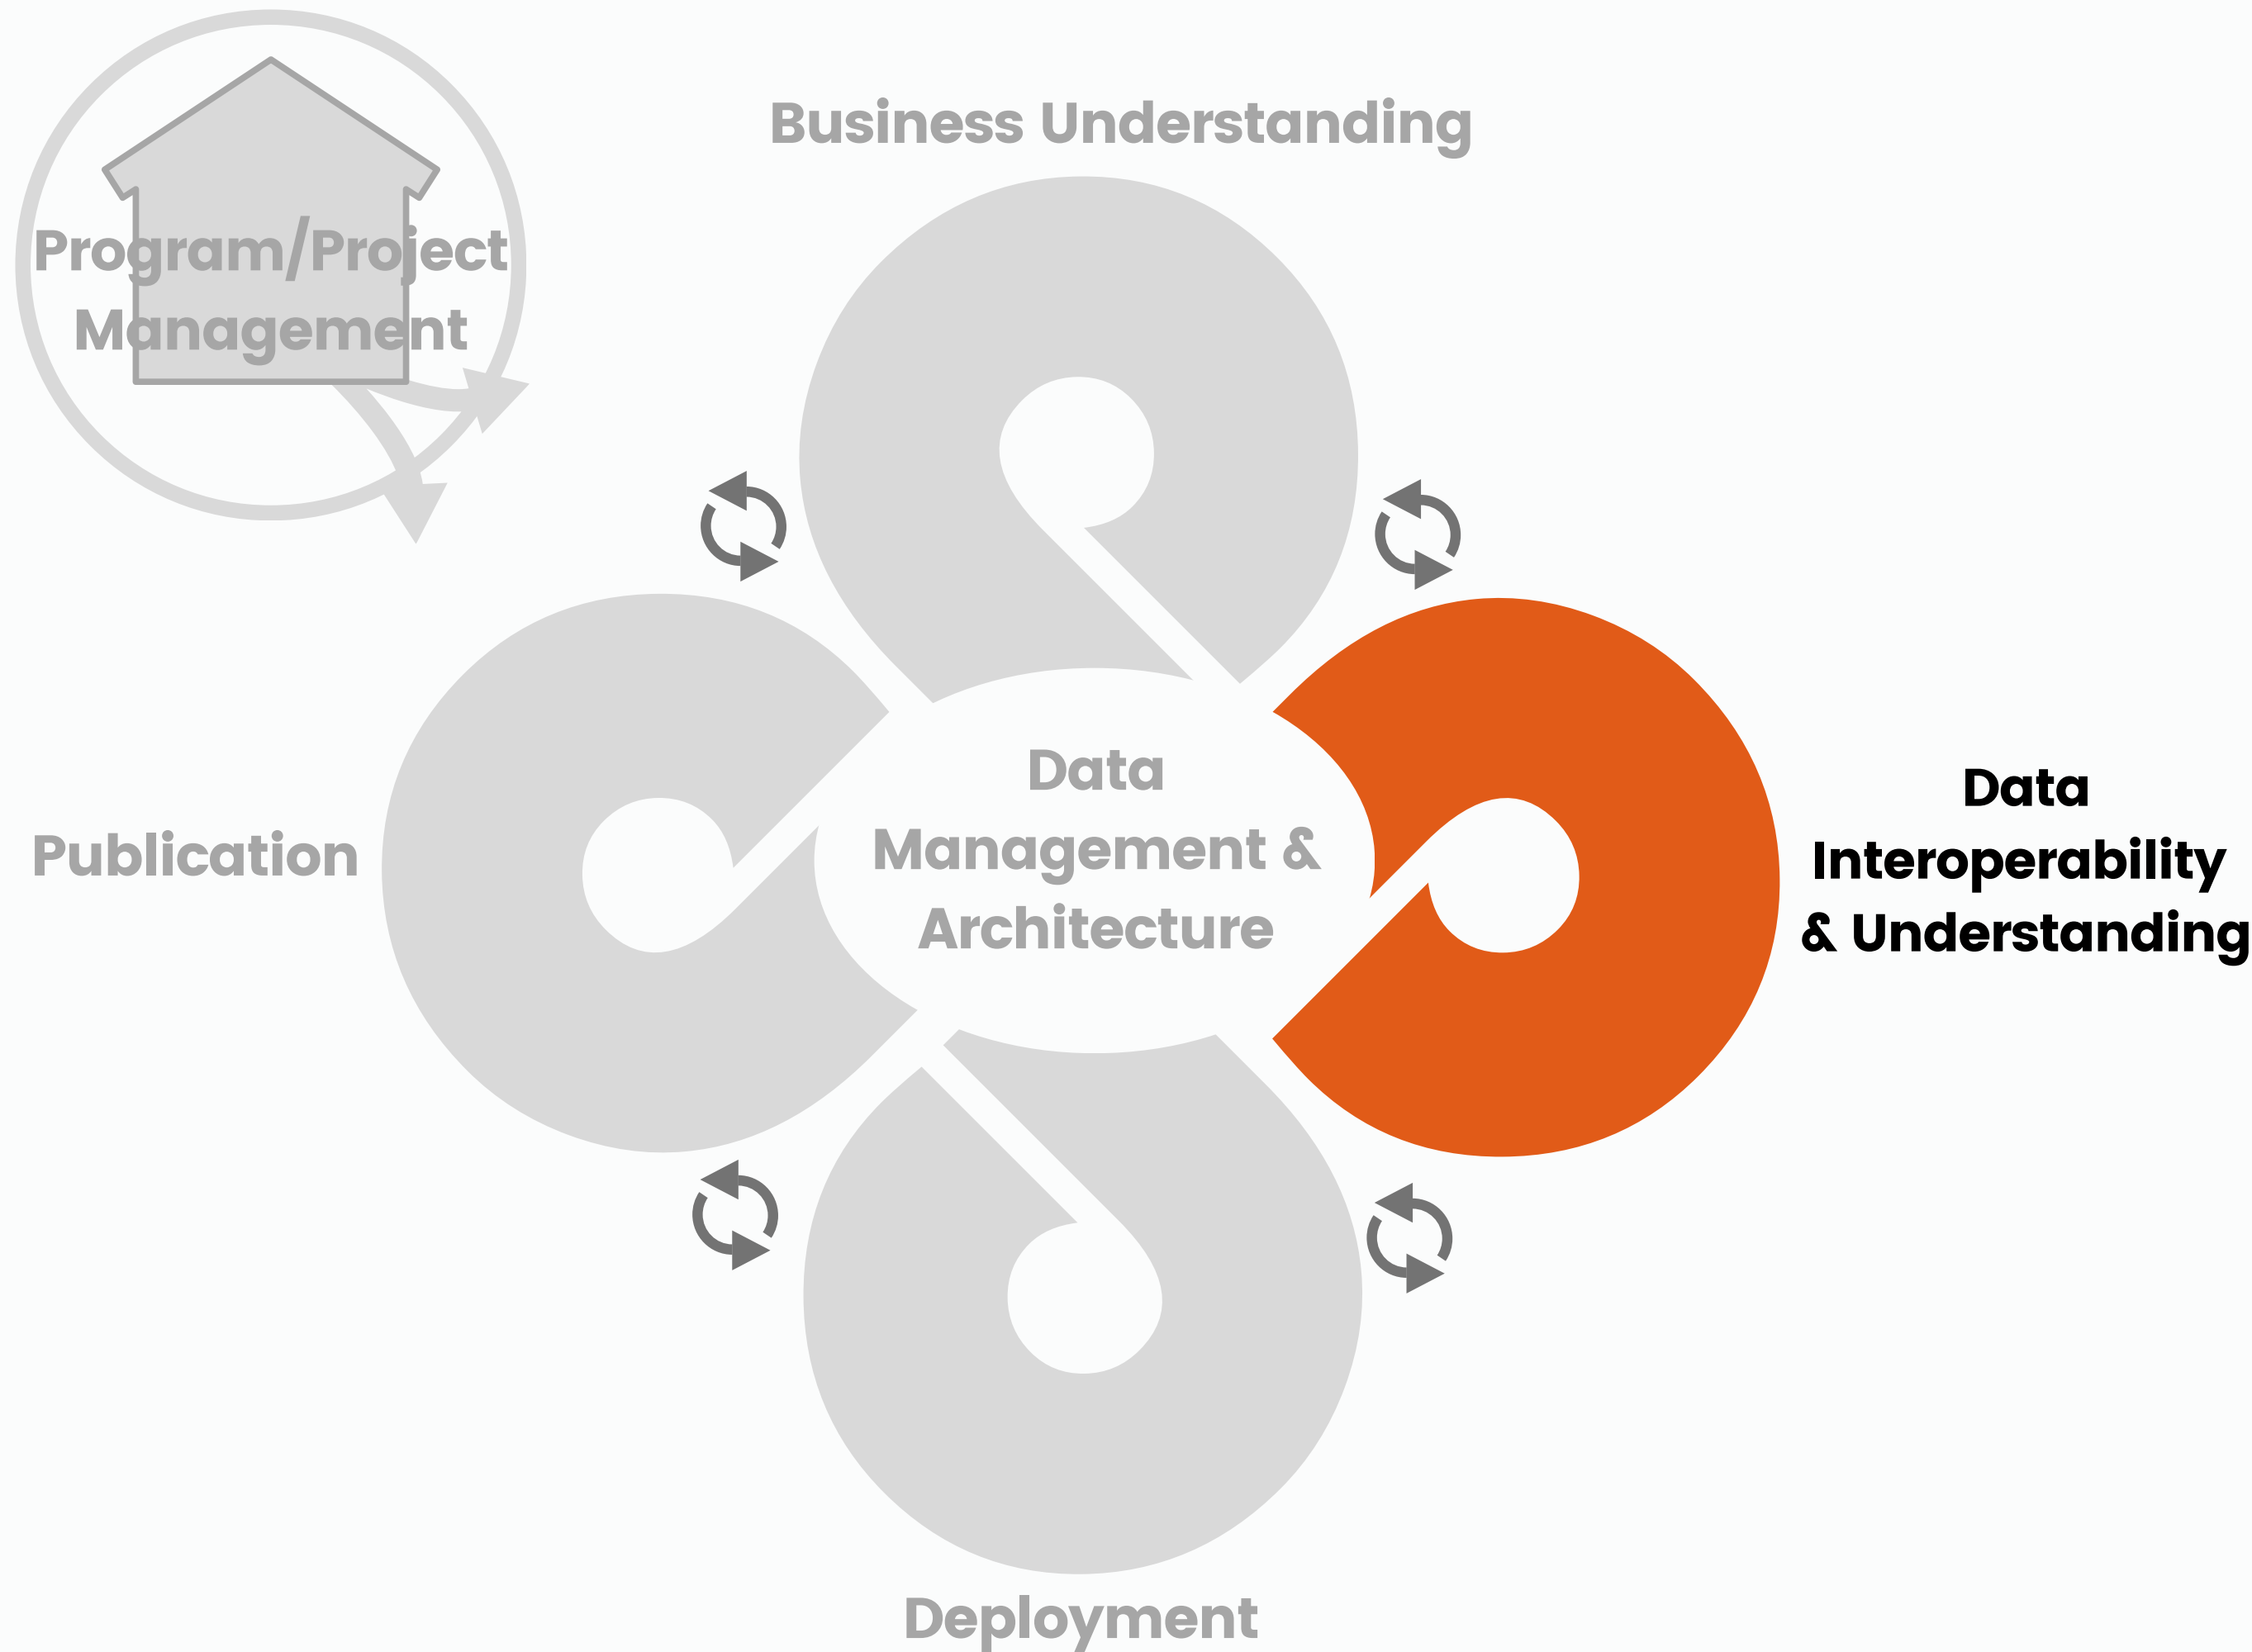 Business Understanding
Program/Project
Management
Data
Management &
Architecture
Publication
Data
Interoperability
& Understanding
Deployment